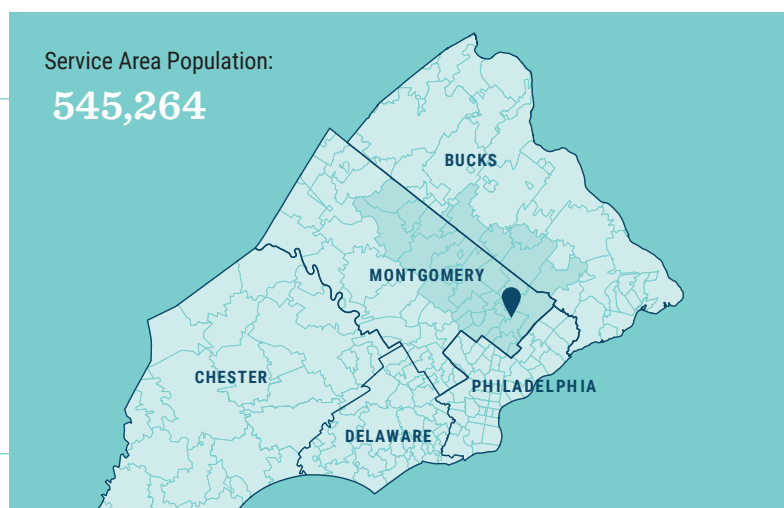 Service Area Population:
545,264
BUCKS
MONTGOMERY
CHESTER
PHILADELPHIA
DELAWARE